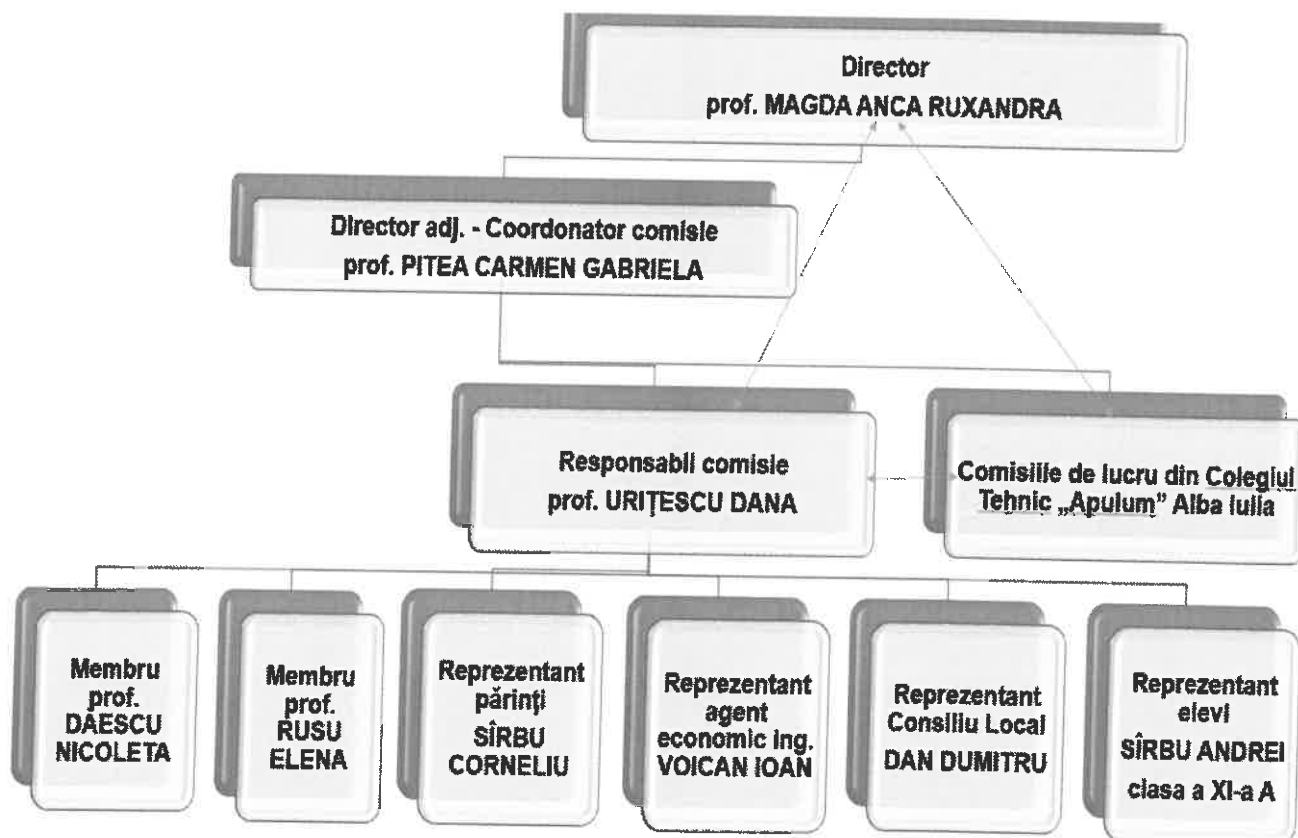 Director
prof. MAGDA ANCA RUXANDRA
Director adj. - Coordonator comisie
prof. PITEA CARMEN GABRIELA
Responsabil comisie
prof. URIŢESCU DANA
Comisiile de lucru din Colegiul
Tehnic „Apulum” Alba Iulia
Membru
prof.
DAESCU
NICOLETA
Membru
prof.
RUSU
ELENA
Reprezentant
părinţi
SÎRBU
CORNELIU
Reprezentant
agent
economic ing.
VOICAN IOAN
Reprezentant
Consiliu Local
DAN DUMITRU
Reprezentant
elevi
SÎRBU ANDREI
clasa a XI-a A